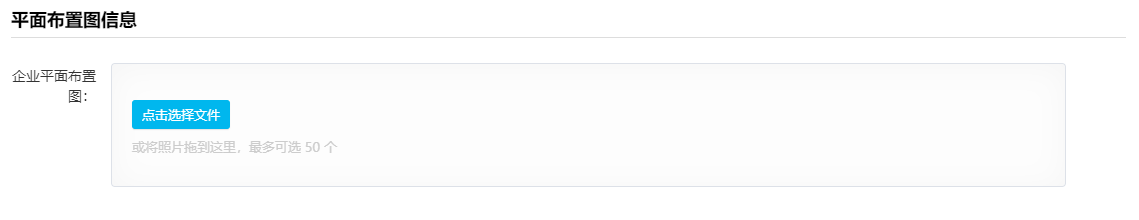 平面布置图信息
企业平面布置
图：
点击选择文件
或将照片拖到这里，最多可选 50 个